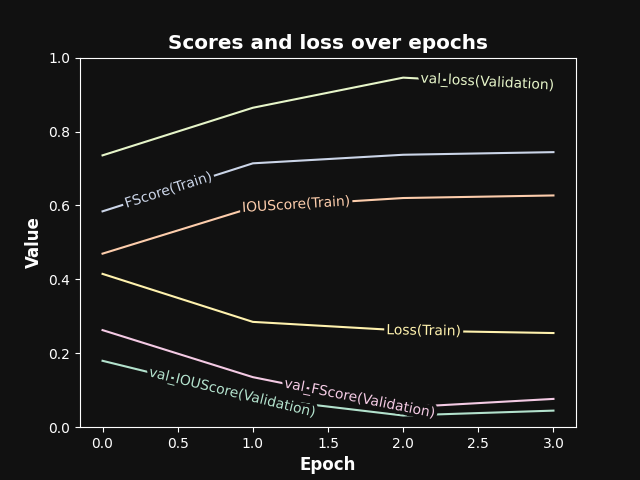 Scores and loss over epochs
1.0
val_loss(Validation)
0.8
FScore(Train)
0.6
IOUScore(Train)
Value
0.4
Loss(Train)
0.2
val_FScore(Validation)
val_IOUScore(Validation)
0.0
0.0 0.5 1.0 1.5 2.0 2.5 3.0
Epoch